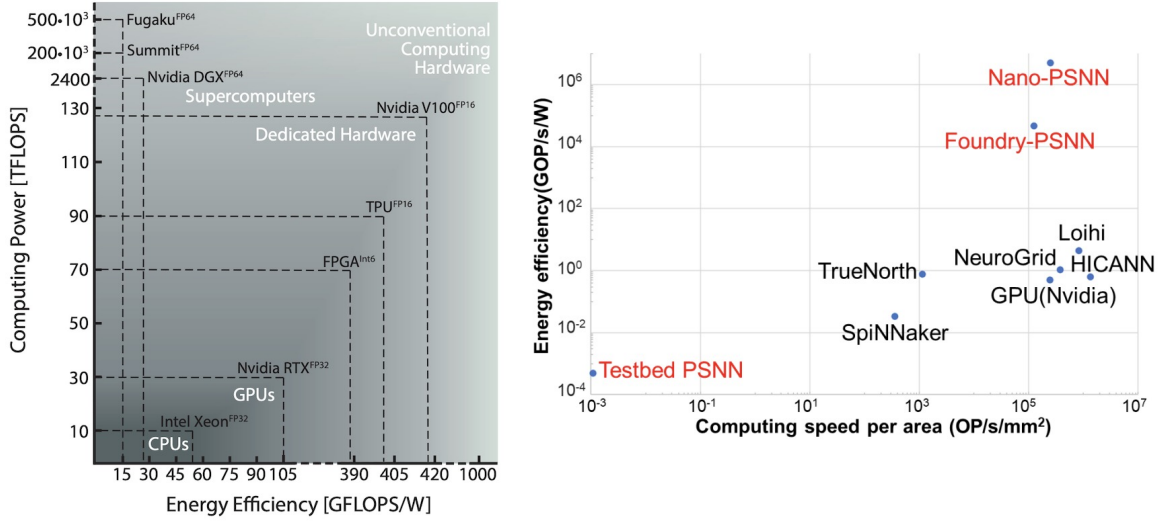 500•10³
Fugaku^FP64
Unconventional
Computing
Hardware
200•10³
Summit^FP64
2400
Nvidia DGX^FP64
Supercomputers
130
Nvidia V100^FP16
Dedicated Hardware
110
90
TPU^FP16
70
FPGA^Int6
50
30
Nvidia RTX^FP32
GPUs
10
Intel Xeon^FP32
CPUs
15 30 45 60 75 90 105 390 405 420 1000
Computing Power [TFLOPS]
Energy Efficiency [GFLOPS/W]
Energy efficiency(GOP/s/W)
10⁶
Nano-PSNN
10⁴
Foundry-PSNN
10²
Loihi
NeuroGrid
HICANN
10⁰
TrueNorth
GPU(Nvidia)
10⁻²
SpiNNaker
Testbed PSNN
10⁻⁴
10⁻³ 10⁻¹ 10¹ 10³ 10⁵ 10⁷
Computing speed per area (OP/s/mm²)